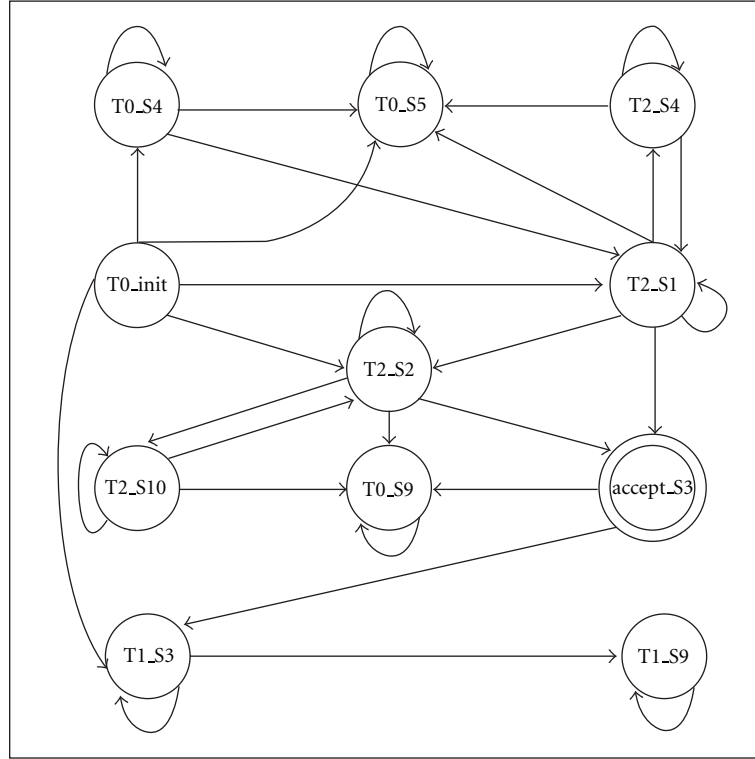 T0_S4
T0_S5
T2_S4
T0_init
T2_S1
T2_S2
T2_S10
T0_S9
accept_S3
T1_S3
T1_S9